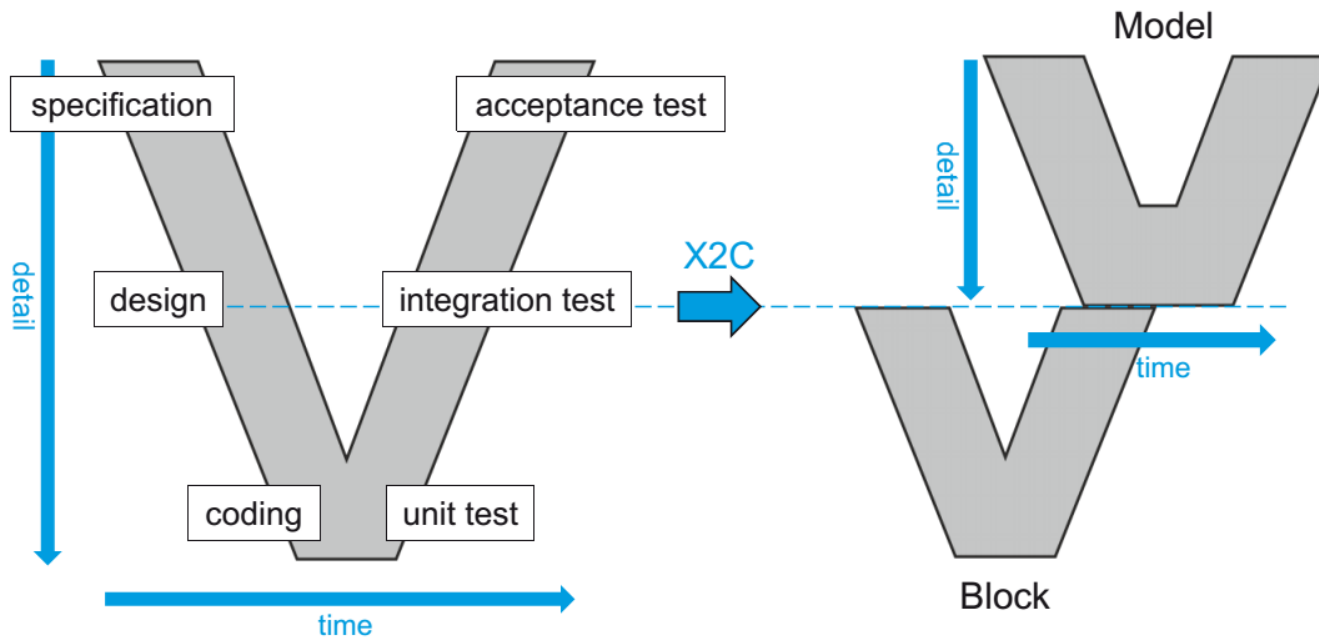 Model
specification
acceptance test
detail
X2C
design
integration test
detail
time
coding
unit test
Block
time